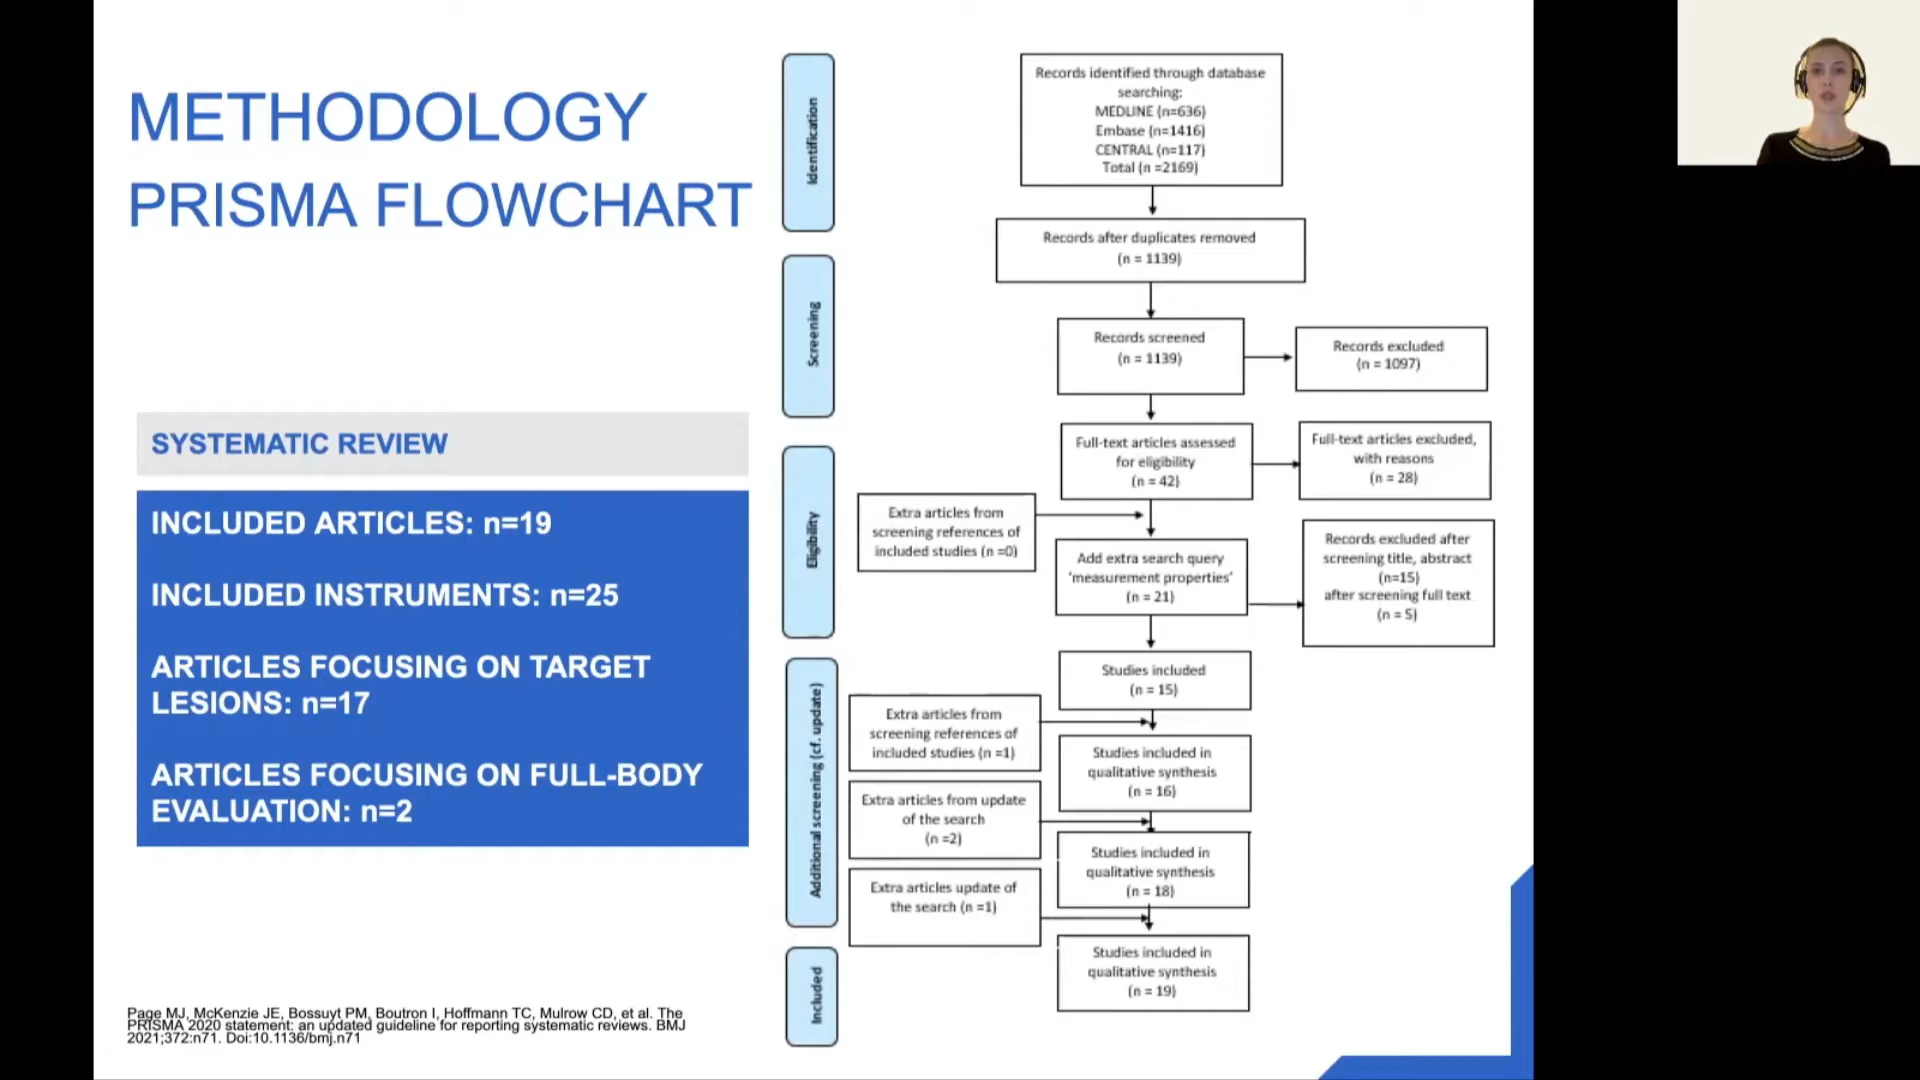 METHODOLOGY
PRISMA FLOWCHART
SYSTEMATIC REVIEW
INCLUDED ARTICLES: n=19
INCLUDED INSTRUMENTS: n=25
ARTICLES FOCUSING ON TARGET
LESIONS: n=17
ARTICLES FOCUSING ON FULL-BODY
EVALUATION: n=2
Page MJ, McKenzie JE, Bossuyt PM, Boutron I, Hoffmann TC, Mulrow CD, et al. The
PRISMA 2020 statement: an updated guideline for reporting systematic reviews. BMJ
2021;372:n71. Doi:10.1136/bmj.n71
Identification
Records identified through database
searching:
MEDLINE (n=636)
Embase (n=1416)
CENTRAL (n=117)
Total (n =2169)
Records after duplicates removed
(n = 1139)
Screening
Records screened
(n = 1139)
Records excluded
(n = 1097)
Eligibility
Full-text articles assessed
for eligibility
(n = 42)
Full-text articles excluded,
with reasons
(n = 28)
Extra articles from
screening references of
included studies (n =0)
Add extra search query
'measurement properties'
(n = 21)
Records excluded after
screening title, abstract
(n=15)
after screening full text
(n = 5)
Additional screening (cf. update)
Studies included
(n = 15)
Extra articles from
screening references of
included studies (n =1)
Studies included in
qualitative synthesis
(n = 16)
Extra articles from update
of the search
(n =2)
Studies included in
qualitative synthesis
(n = 18)
Extra articles update of
the search (n =1)
Included
Studies included in
qualitative synthesis
(n = 19)